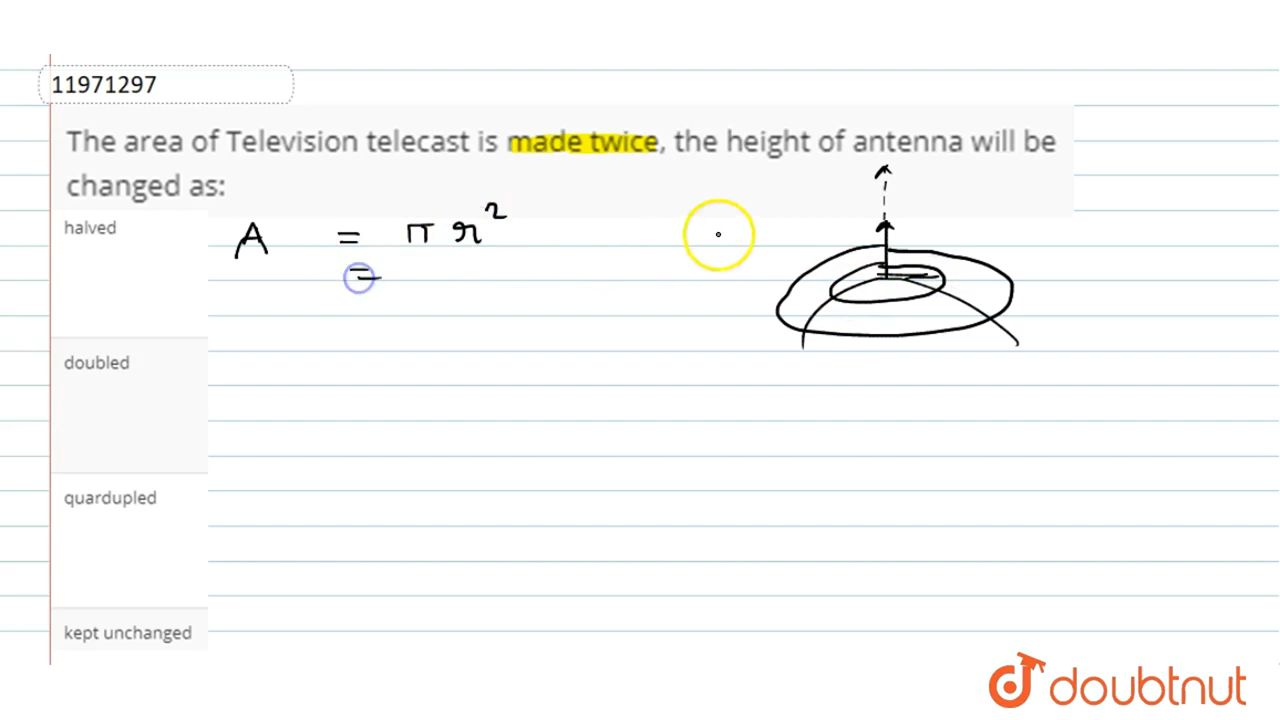 11971297
The area of Television telecast is made twice, the height of antenna will be
changed as:
halved
A = π r²
=
doubled
quardupled
kept unchanged
doubtnut